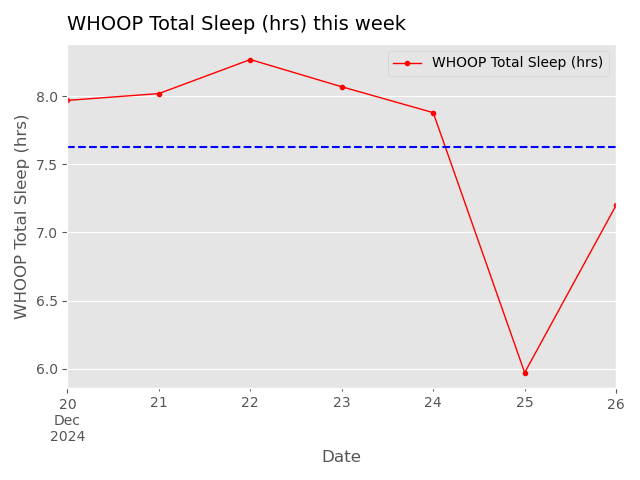 WHOOP Total Sleep (hrs) this week
WHOOP Total Sleep (hrs)
WHOOP Total Sleep (hrs)
8.0
7.5
7.0
6.5
6.0
20 21 22 23 24 25 26
Dec
2024
Date